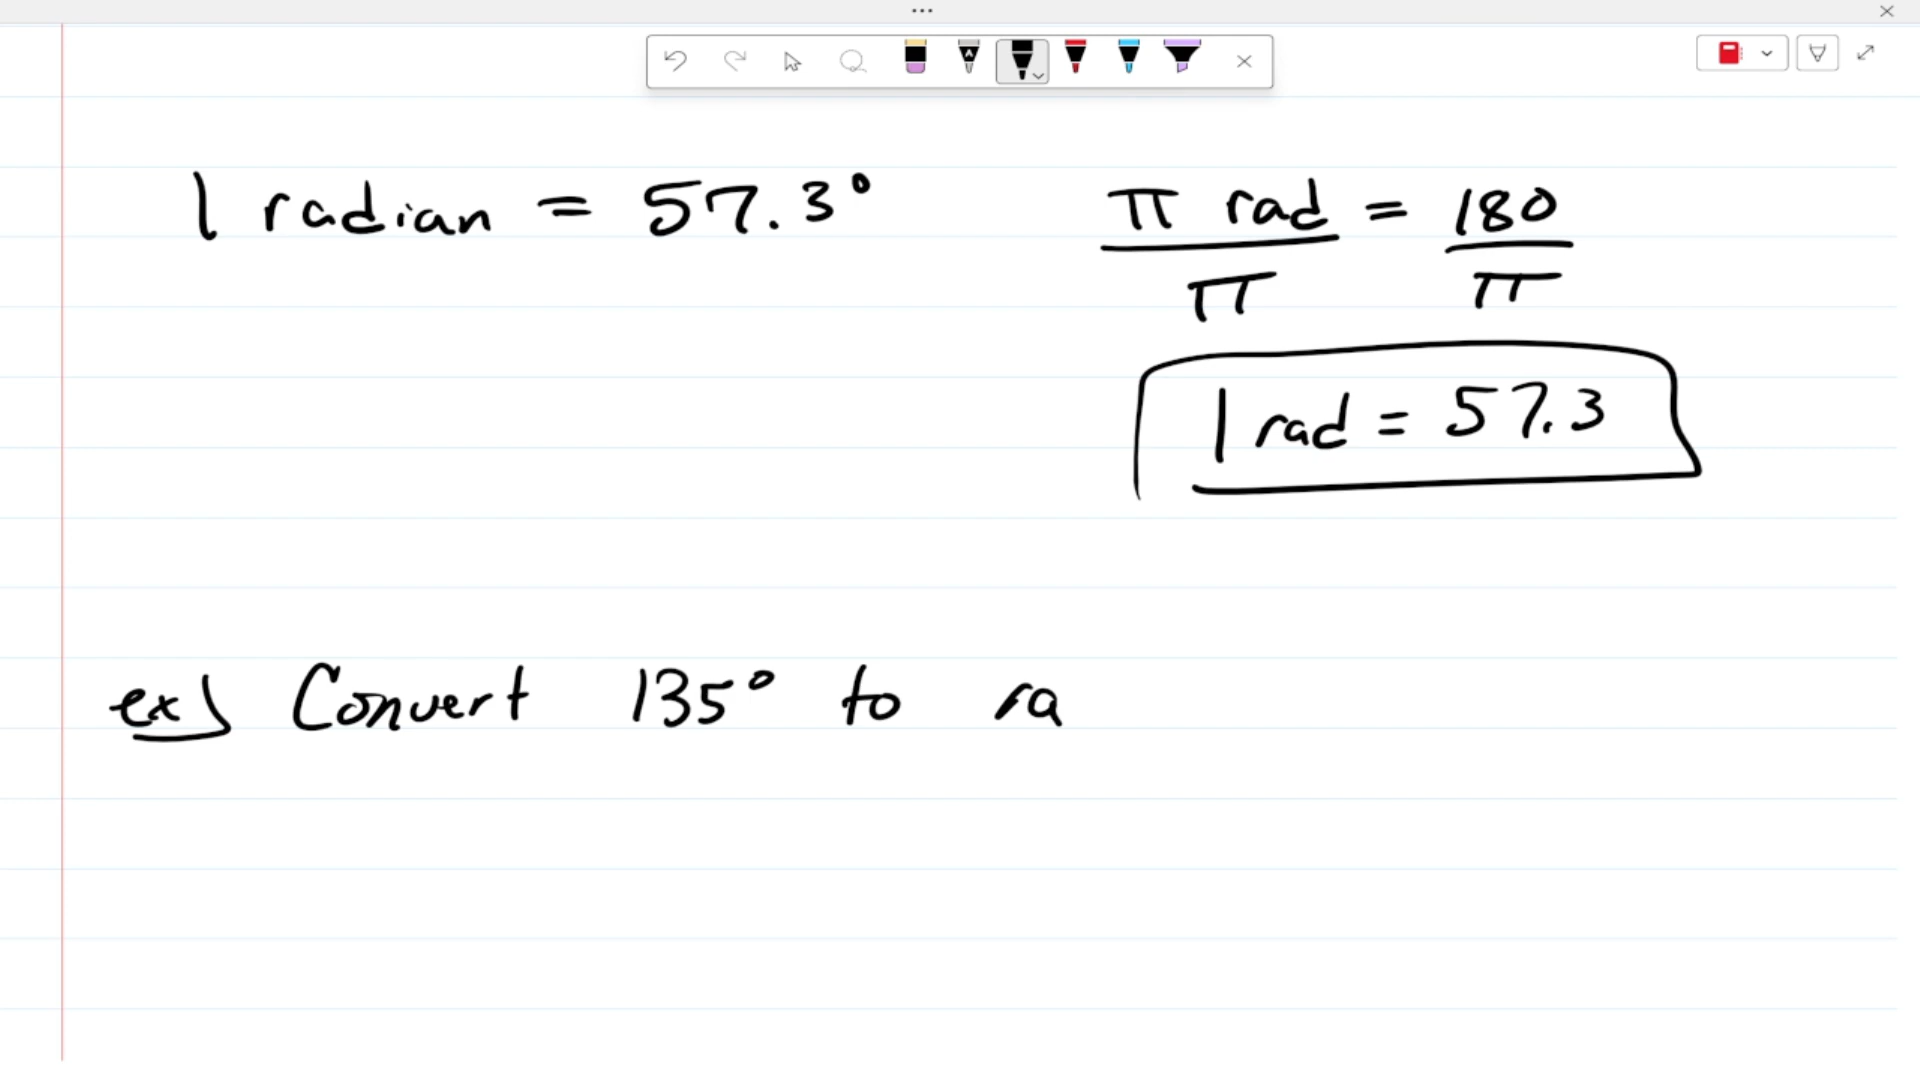 1 radian = 57.3°
π rad = 180
π π
1 rad = 57.3
ex) Convert 135° to ra